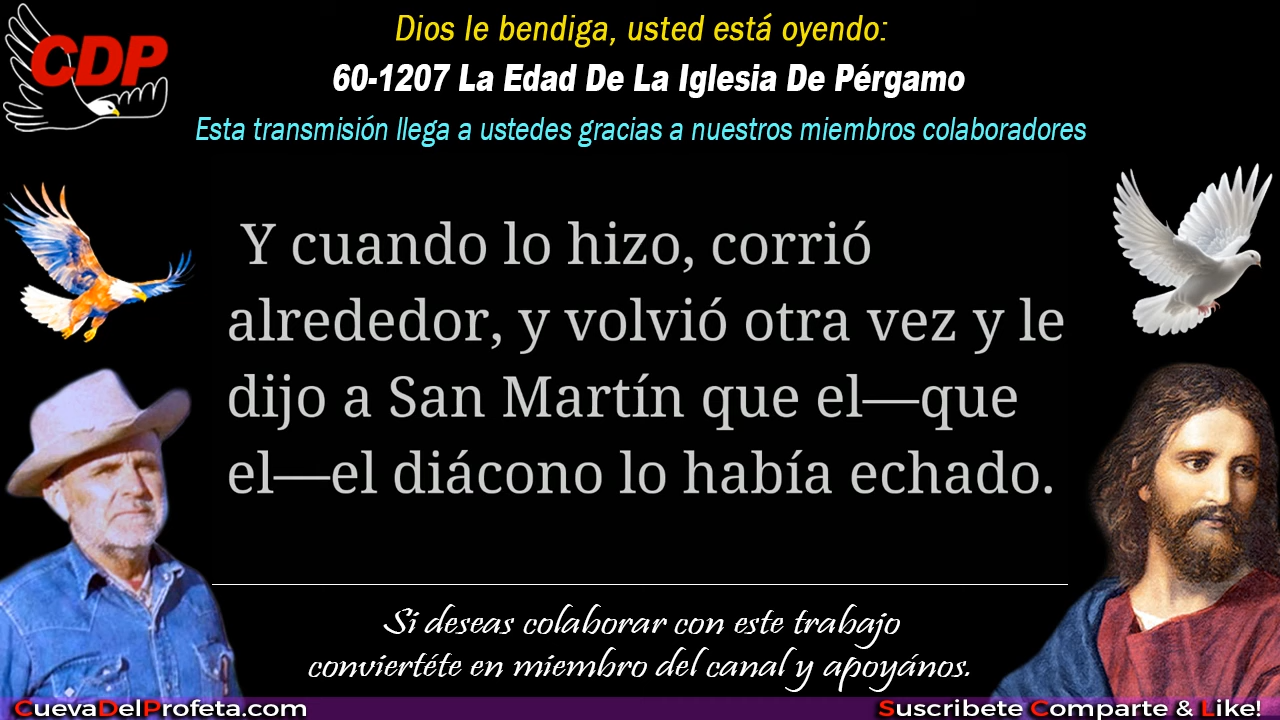 CDP
Dios le bendiga, usted está oyendo:
60-1207 La Edad De La Iglesia De Pérgamo
Esta transmisión llega a ustedes gracias a nuestros miembros colaboradores
Y cuando lo hizo, corrió
alrededor, y volvió otra vez y le
dijo a San Martín que el—que
el—el diácono lo había echado.
Si deseas colaborar con este trabajo
conviertéte en miembro del canal y apoyános.
CuevaDelProfeta.com
Suscribete Comparte & Like!